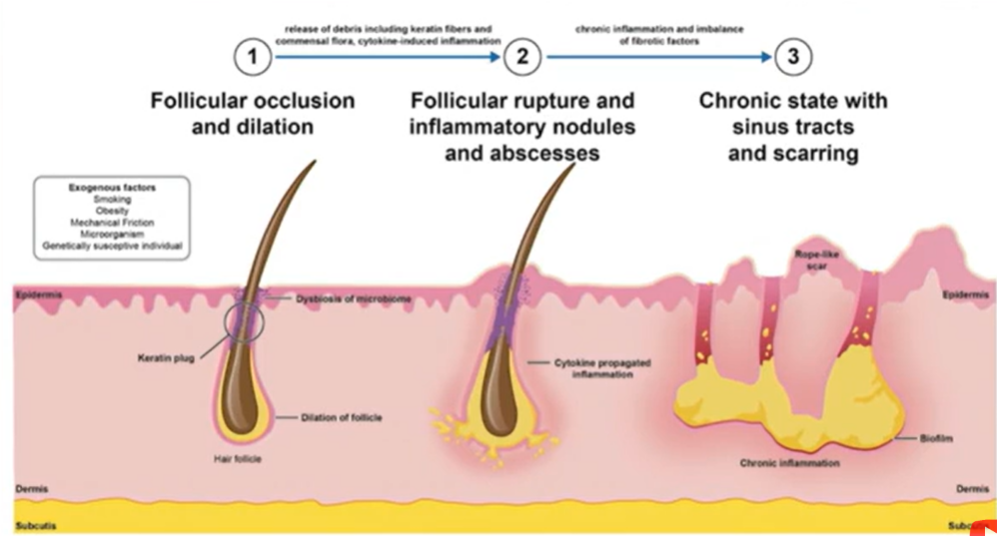 1
release of debris including keratin fibers and
commensal flora, cytokine-induced inflammation
2
chronic inflammation and imbalance
of fibrotic factors
3
Follicular occlusion
and dilation
Follicular rupture and
inflammatory nodules
and abscesses
Chronic state with
sinus tracts
and scarring
Exogenous factors
Smoking
Obesity
Mechanical Friction
Microorganism
Genetically susceptive individual
Rope-like
scar
Epidermis
Dysbiosis of microbiome
Epidermis
Keratin plug
Cytokine propagated
inflammation
Dilation of follicle
Biofilm
Hair follicle
Chronic inflammation
Dermis
Dermis
Subcutis